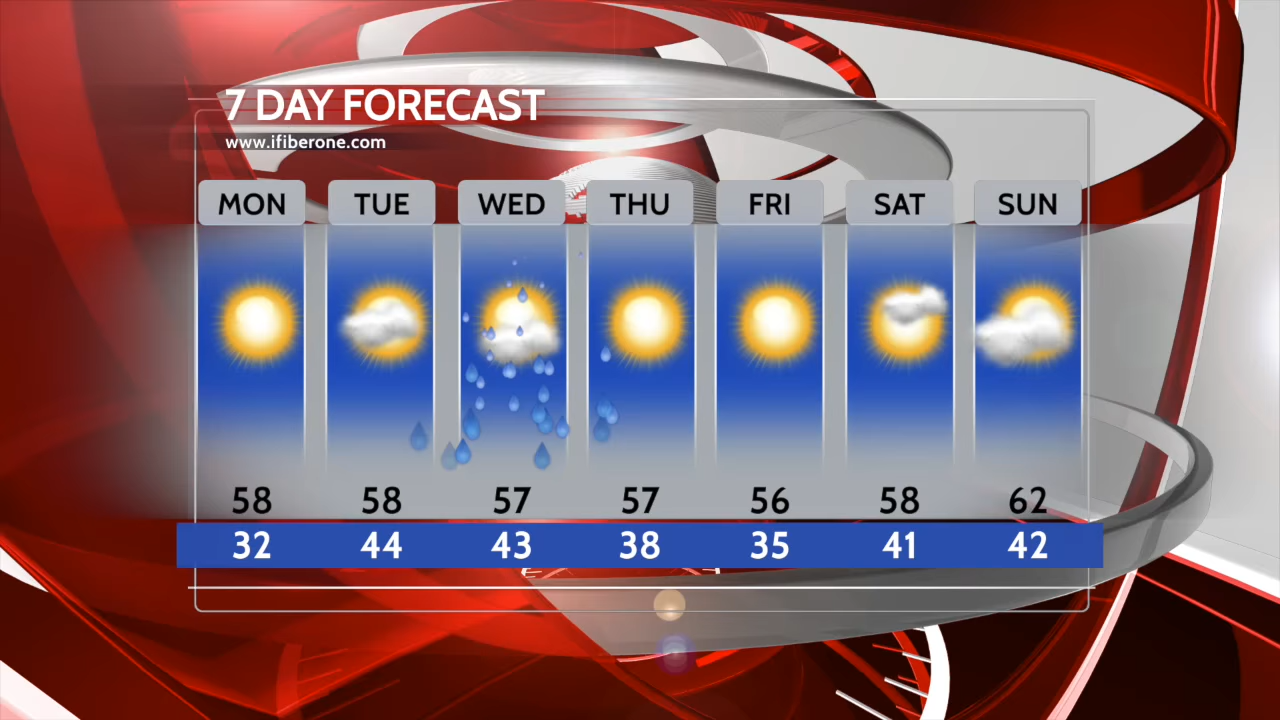 7 DAY FORECAST
www.ifiberone.com
MON TUE WED THU FRI SAT SUN
58 58 57 57 56 58 62
32 44 43 38 35 41 42